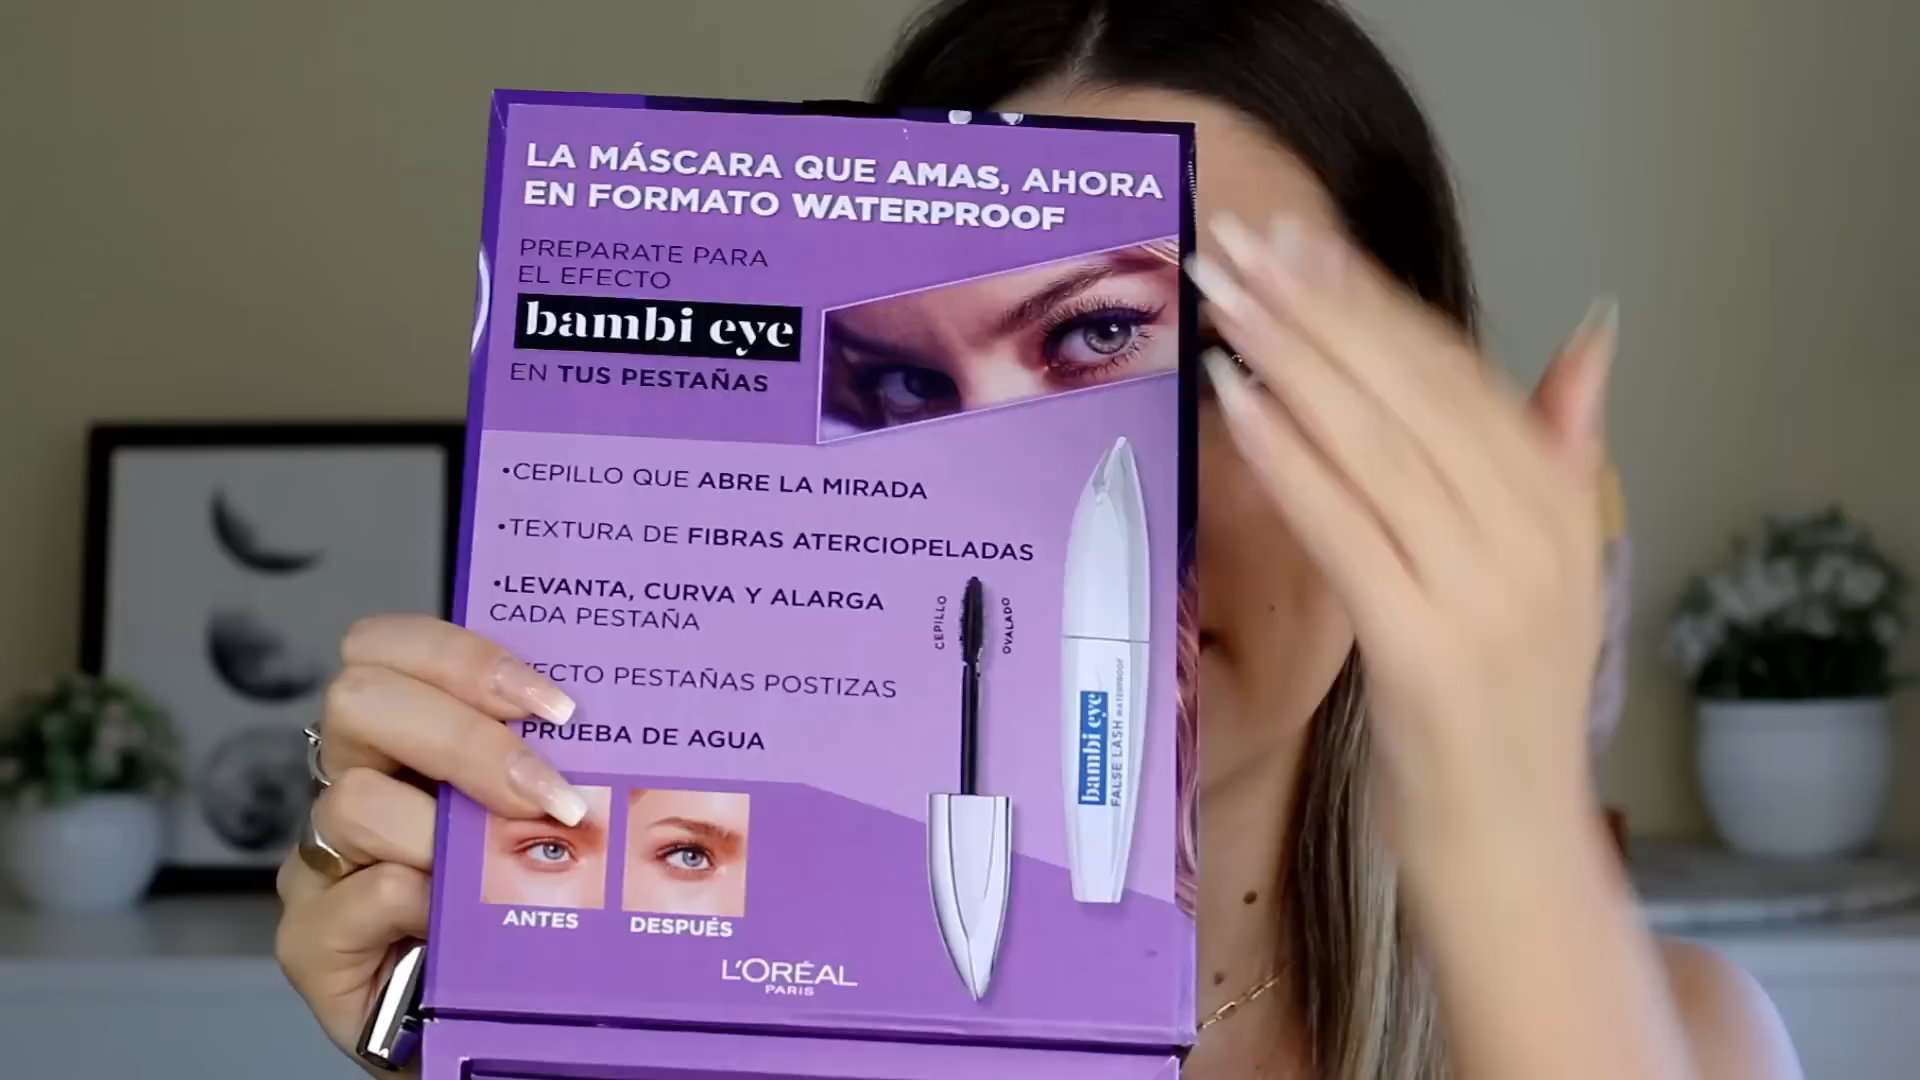 LA MÁSCARA QUE AMAS, AHORA
EN FORMATO WATERPROOF
PREPARATE PARA
EL EFECTO
bambi eye
EN TUS PESTAÑAS
•CEPILLO QUE ABRE LA MIRADA
•TEXTURA DE FIBRAS ATERCIOPELADAS
•LEVANTA, CURVA Y ALARGA
CADA PESTAÑA
PESTAÑAS POSTIZAS
PRUEBA DE AGUA
CEPILLO
OVALADO
bambi eye
FALSE LASH WATERPROOF
ANTES
DESPUÉS
L'ORÉAL
PARIS